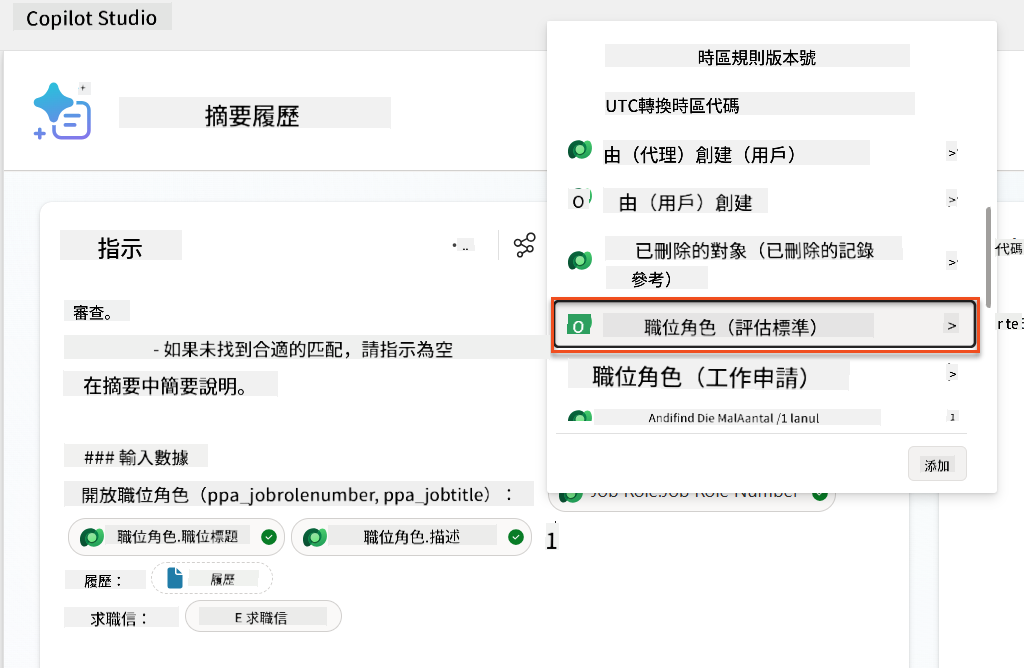 Copilot Studio
摘要履歷
指示
審查。
- 如果未找到合適的匹配，請指示為空
在摘要中簡要說明。
### 輸入數據
開放職位角色（ppa_jobrolenumber, ppa_jobtitle）：
職位角色.職位標題
職位角色.描述
1
履歷：
履歷
求職信：
E 求職信
時區規則版本號
UTC轉換時區代碼
由（代理）創建（用戶）
>
O
由（用戶）創建
>
已刪除的對象（已刪除的記錄
參考）
>
O
職位角色（評估標準）
>
職位角色（工作申請）
>
Andifind Die MalAantal /1 lanul
1
添加
Job Role.Job Role Number
代碼